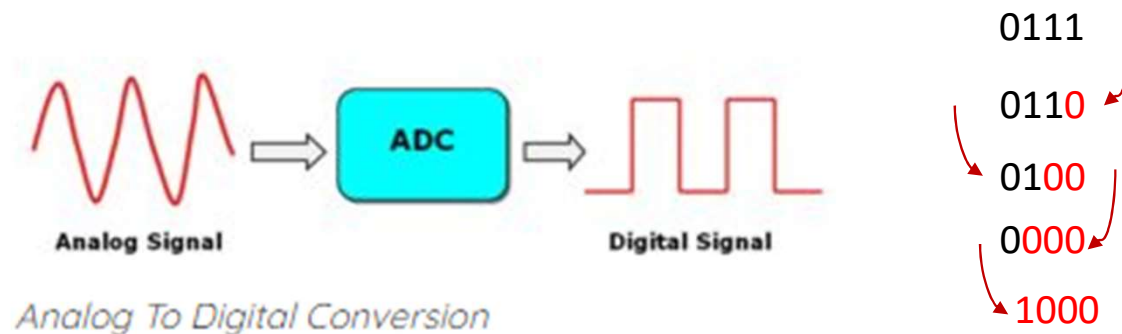 ADC
Analog Signal
Digital Signal
Analog To Digital Conversion
0111
0110
0100
0000
1000